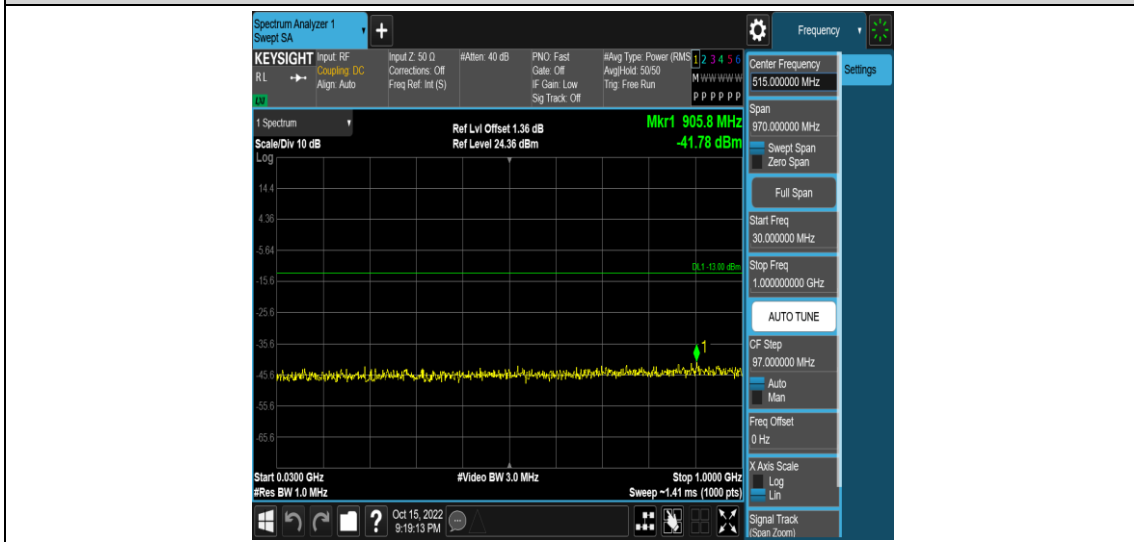 Spectrum Analyzer 1
Swept SA
Frequency
KEYSIGHT
RL
LXI
Input: RF
Coupling: DC
Align: Auto
Input Z: 50 Ω
Corrections: Off
Freq Ref: Int (S)
#Atten: 40 dB
PNO: Fast
Gate: Off
IF Gain: Low
Sig Track: Off
#Avg Type: Power (RMS
Avg|Hold: 50/50
Trig: Free Run
1 2 3 4 5 6
M W W W W W
P P P P P P
1 Spectrum
Scale/Div 10 dB
Log
Ref Lvl Offset 1.36 dB
Ref Level 24.36 dBm
Mkr1 905.8 MHz
-41.78 dBm
14.4
4.36
-5.64
DL1 -13.00 dBm
-15.6
-25.6
-35.6
1
-45.6
-55.6
-65.6
Start 0.0300 GHz
#Res BW 1.0 MHz
#Video BW 3.0 MHz
Stop 1.0000 GHz
Sweep ~1.41 ms (1000 pts)
?
Oct 15, 2022
9:19:13 PM
Center Frequency
515.000000 MHz
Settings
Span
970.000000 MHz
Swept Span
Zero Span
Full Span
Start Freq
30.000000 MHz
Stop Freq
1.000000000 GHz
AUTO TUNE
CF Step
97.000000 MHz
Auto
Man
Freq Offset
0 Hz
X Axis Scale
Log
Lin
Signal Track
(Span Zoom)